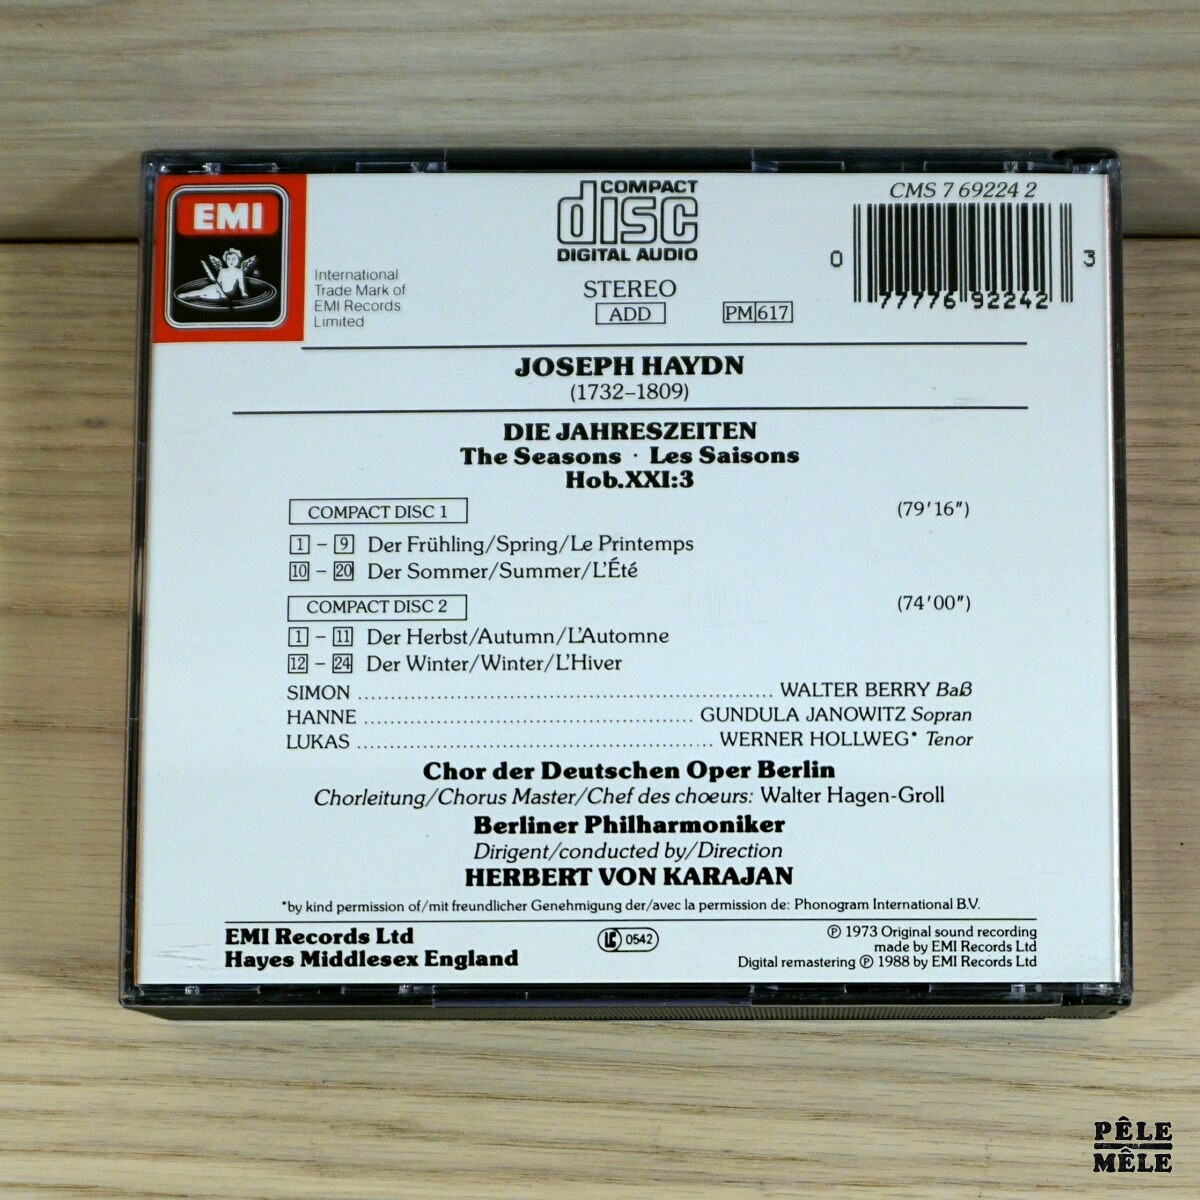 EMI
International
Trade Mark of
EMI Records
Limited
COMPACT
disc
DIGITAL AUDIO
STEREO
ADD
PM 617
CMS 7 69224 2
0 77776 92242 3
JOSEPH HAYDN
(1732–1809)
DIE JAHRESZEITEN
The Seasons · Les Saisons
Hob.XXI:3
COMPACT DISC 1 (79'16")
1 – 9 Der Frühling/Spring/Le Printemps
10 – 20 Der Sommer/Summer/L'Été
COMPACT DISC 2 (74'00")
1 – 11 Der Herbst/Autumn/L'Automne
12 – 24 Der Winter/Winter/L'Hiver
SIMON ........ WALTER BERRY Baß
HANNE ........ GUNDULA JANOWITZ Sopran
LUKAS ........ WERNER HOLLWEG* Tenor
Chor der Deutschen Oper Berlin
Chorleitung/Chorus Master/Chef des chœurs: Walter Hagen-Groll
Berliner Philharmoniker
Dirigent/conducted by/Direction
HERBERT VON KARAJAN
*by kind permission of/mit freundlicher Genehmigung der/avec la permission de: Phonogram International B.V.
EMI Records Ltd
Hayes Middlesex England
LC 0542
℗ 1973 Original sound recording
made by EMI Records Ltd
Digital remastering ℗ 1988 by EMI Records Ltd
PÊLE
MÊLE